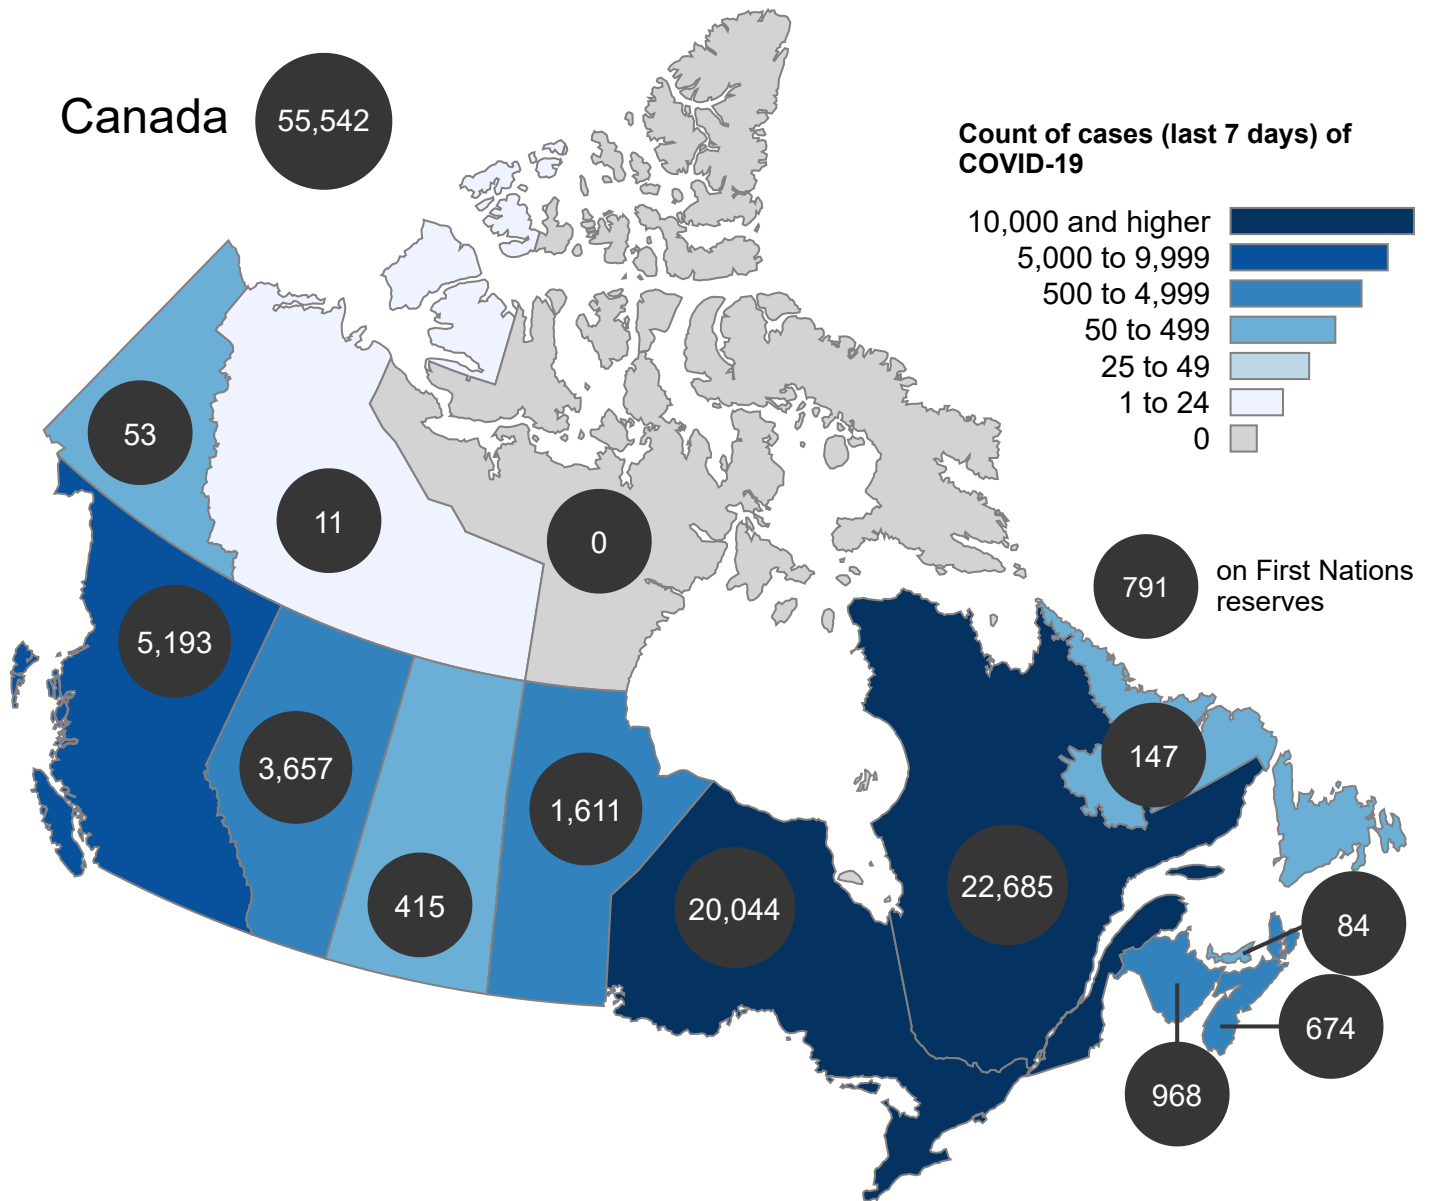 Canada
55,542
Count of cases (last 7 days) of
COVID-19
10,000 and higher
5,000 to 9,999
500 to 4,999
50 to 499
25 to 49
1 to 24
0
53
11
0
791
on First Nations
reserves
5,193
3,657
415
1,611
20,044
22,685
147
84
674
968